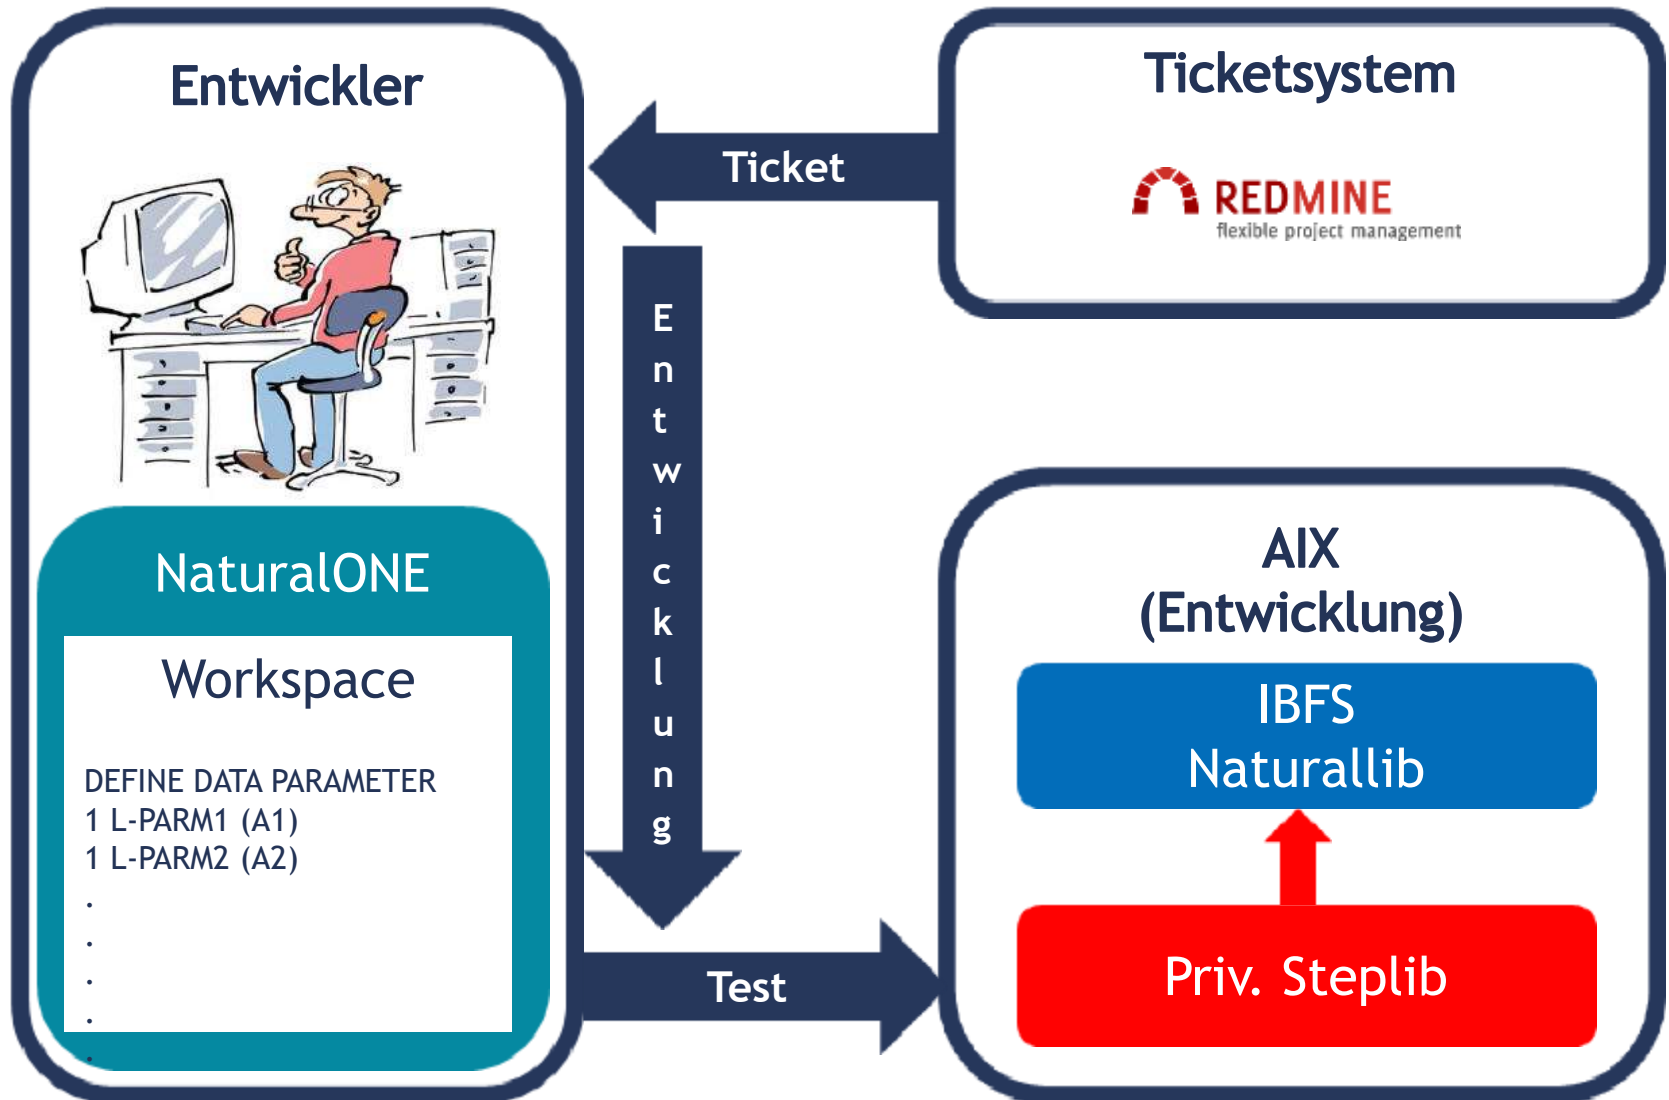 Entwickler
NaturalONE
Workspace
DEFINE DATA PARAMETER
1 L-PARM1 (A1)
1 L-PARM2 (A2)
.
.
.
.
.
Ticket
Entwicklung
Test
Ticketsystem
REDMINE
flexible project management
AIX
(Entwicklung)
IBFS
Naturallib
Priv. Steplib